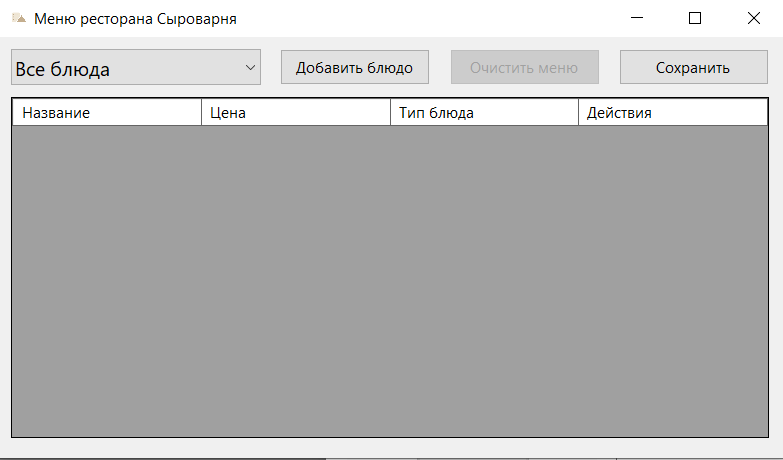 Меню ресторана Сыроварня
Все блюда
Добавить блюдо
Очистить меню
Сохранить
Название
Цена
Тип блюда
Действия